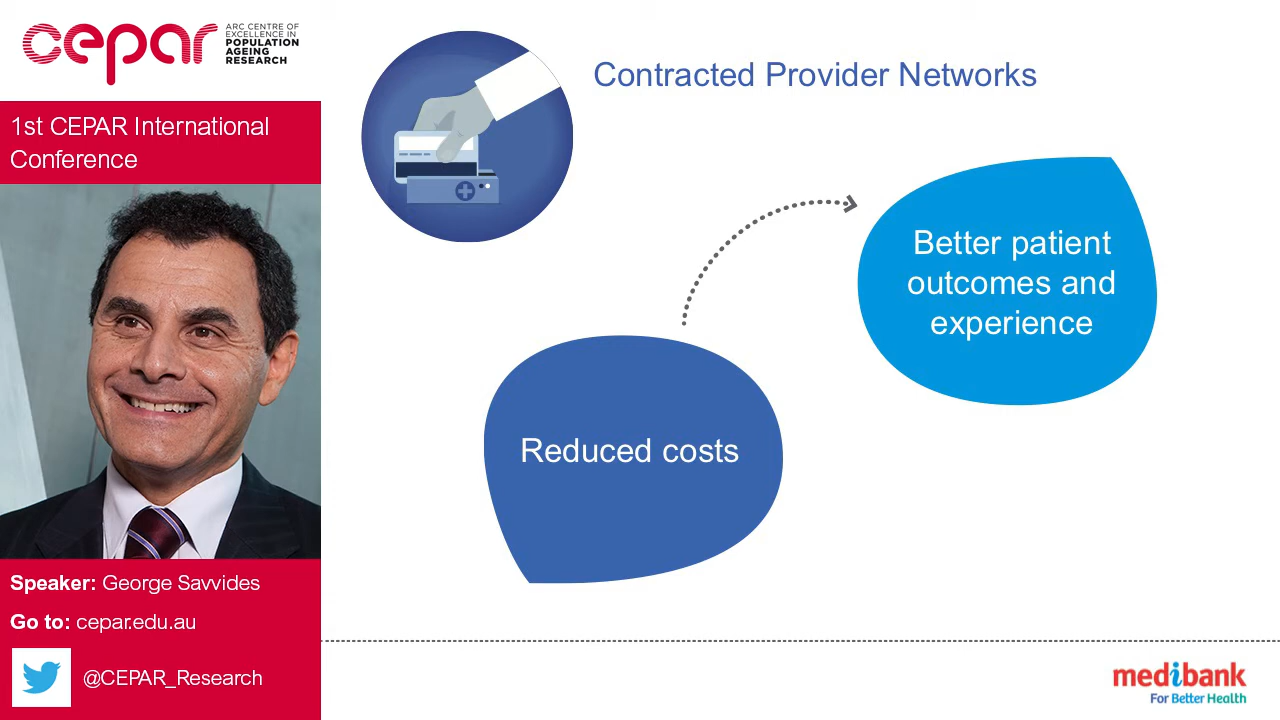 cepar
ARC CENTRE OF
EXCELLENCE IN
POPULATION
AGEING
RESEARCH
1st CEPAR International
Conference
Speaker: George Savvides
Go to: cepar.edu.au
@CEPAR_Research
Contracted Provider Networks
Better patient
outcomes and
experience
Reduced costs
medibank
For Better Health